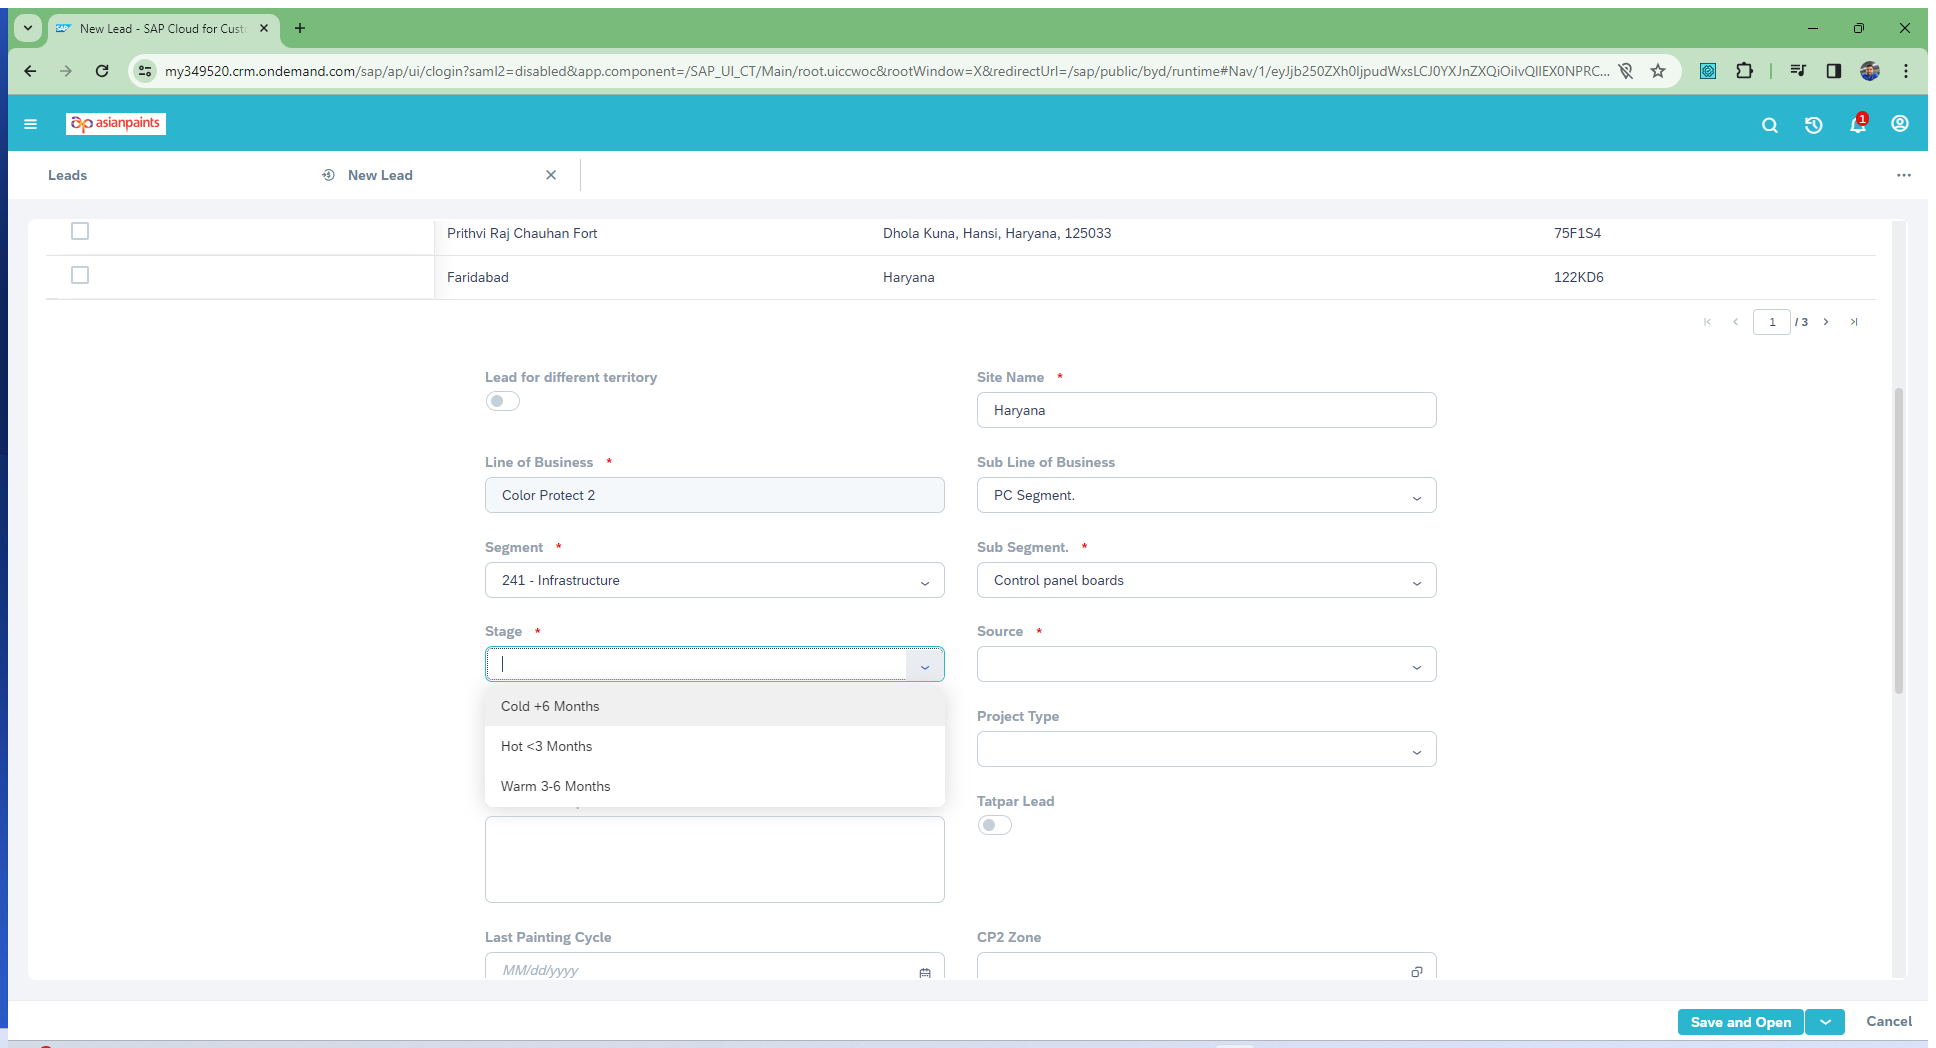 New Lead - SAP Cloud for Cust
my349520.crm.ondemand.com/sap/ap/ui/clogin?saml2=disabled&app.component=/SAP_UI_CT/Main/root.uiccwoc&rootWindow=X&redirectUrl=/sap/public/byd/runtime#Nav/1/eyJjb250ZXh0IjpudWxsLCJ0YXJnZXQiOiIvQllEX0NPRC...
asianpaints
1
Leads
New Lead
Prithvi Raj Chauhan Fort
Dhola Kuna, Hansi, Haryana, 125033
75F1S4
Faridabad
Haryana
122KD6
1 / 3
Lead for different territory
Site Name *
Haryana
Line of Business *
Sub Line of Business
Color Protect 2
PC Segment.
Segment *
Sub Segment. *
241 - Infrastructure
Control panel boards
Stage *
Source *
Cold +6 Months
Project Type
Hot <3 Months
Warm 3-6 Months
Tatpar Lead
Last Painting Cycle
CP2 Zone
MM/dd/yyyy
Save and Open
Cancel